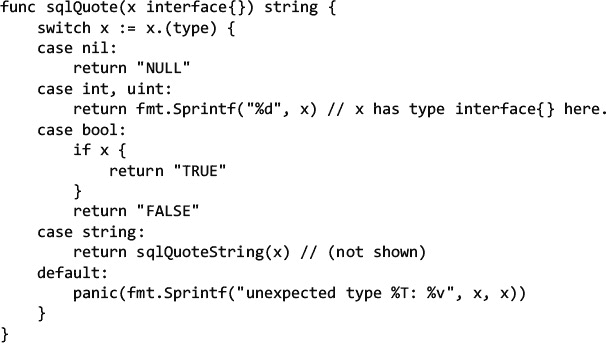 func sqlQuote(x interface{}) string {
    switch x := x.(type) {
    case nil:
        return "NULL"
    case int, uint:
        return fmt.Sprintf("%d", x) // x has type interface{} here.
    case bool:
        if x {
            return "TRUE"
        }
        return "FALSE"
    case string:
        return sqlQuoteString(x) // (not shown)
    default:
        panic(fmt.Sprintf("unexpected type %T: %v", x, x))
    }
}